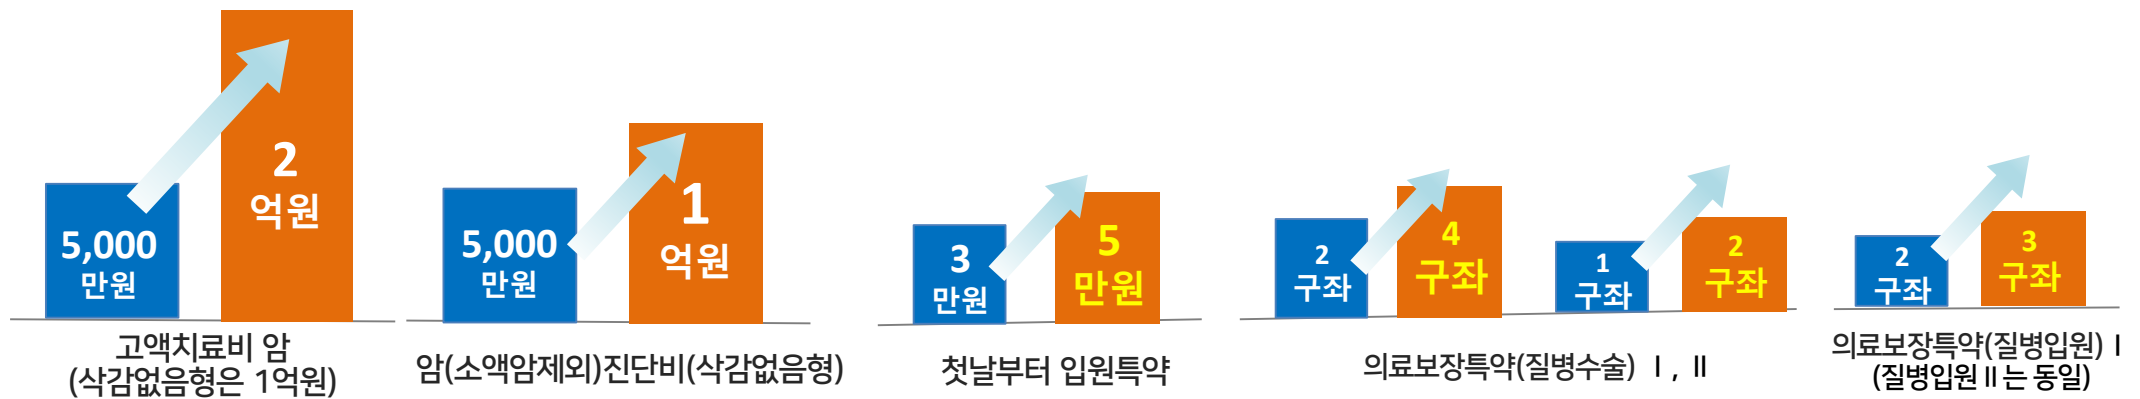 5,000
만원
2
억원
고액치료비 암
(삭감없음형은 1억원)
5,000
만원
1
억원
암(소액암제외)진단비(삭감없음형)
3
만원
5
만원
첫날부터 입원특약
2
구좌
4
구좌
1
구좌
2
구좌
의료보장특약(질병수술) Ⅰ, Ⅱ
2
구좌
3
구좌
의료보장특약(질병입원) Ⅰ
(질병입원Ⅱ는 동일)